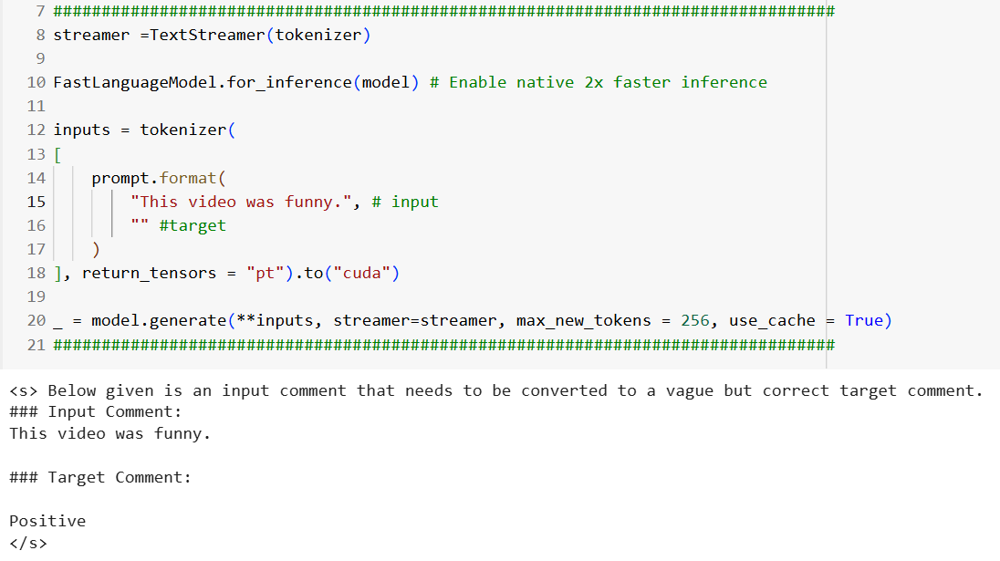 7 #################################################################################
8 streamer =TextStreamer(tokenizer)
9
10 FastLanguageModel.for_inference(model) # Enable native 2x faster inference
11
12 inputs = tokenizer(
13 [
14     prompt.format(
15         "This video was funny.", # input
16         "" #target
17     )
18 ], return_tensors = "pt").to("cuda")
19
20 _ = model.generate(**inputs, streamer=streamer, max_new_tokens = 256, use_cache = True)
21 #################################################################################
<s> Below given is an input comment that needs to be converted to a vague but correct target comment.
### Input Comment:
This video was funny.
### Target Comment:
Positive
</s>